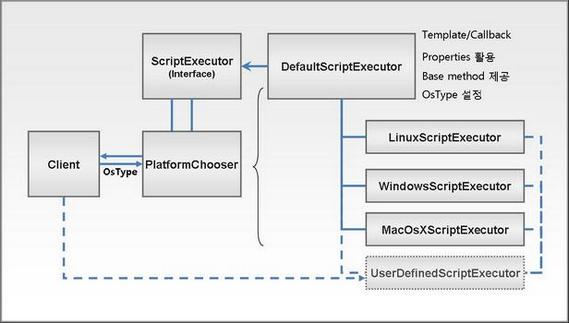 Template/Callback
Properties 활용
Base method 제공
OsType 설정
ScriptExecutor
(Interface)
DefaultScriptExecutor
LinuxScriptExecutor
Client
OsType
PlatformChooser
WindowsScriptExecutor
MacOsXScriptExecutor
UserDefinedScriptExecutor